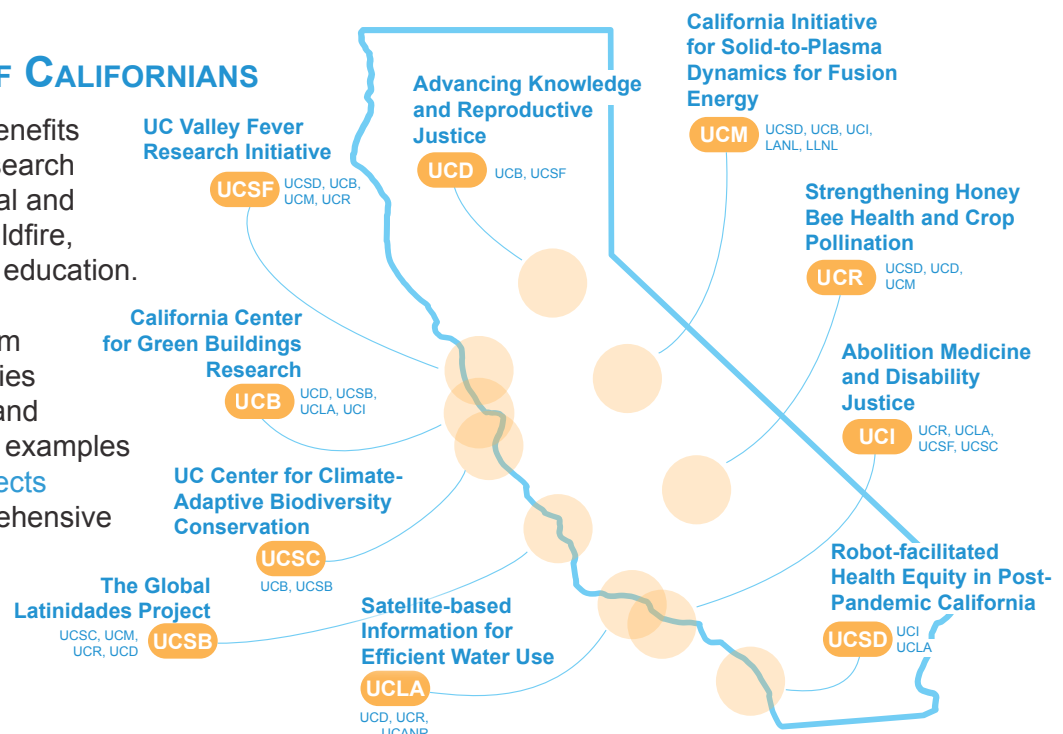 F CALIFORNIANS
enefits
search
al and
ldfire,
education.
m
ies
and
examples
ects
rehensive
UC Valley Fever
Research Initiative
UCSF
UCSD, UCB,
UCM, UCR
Advancing Knowledge
and Reproductive
Justice
UCD
UCB, UCSF
California Initiative
for Solid-to-Plasma
Dynamics for Fusion
Energy
UCM
UCSD, UCB, UCI,
LANL, LLNL
Strengthening Honey
Bee Health and Crop
Pollination
UCR
UCSD, UCD,
UCM
California Center
for Green Buildings
Research
UCB
UCD, UCSB,
UCLA, UCI
Abolition Medicine
and Disability
Justice
UCI
UCR, UCLA,
UCSF, UCSC
UC Center for Climate-
Adaptive Biodiversity
Conservation
UCSC
UCB, UCSB
The Global
Latinidades Project
UCSC, UCM,
UCR, UCD
UCSB
Satellite-based
Information for
Efficient Water Use
UCLA
UCD, UCR,
UCANR
Robot-facilitated
Health Equity in Post-
Pandemic California
UCSD
UCI
UCLA